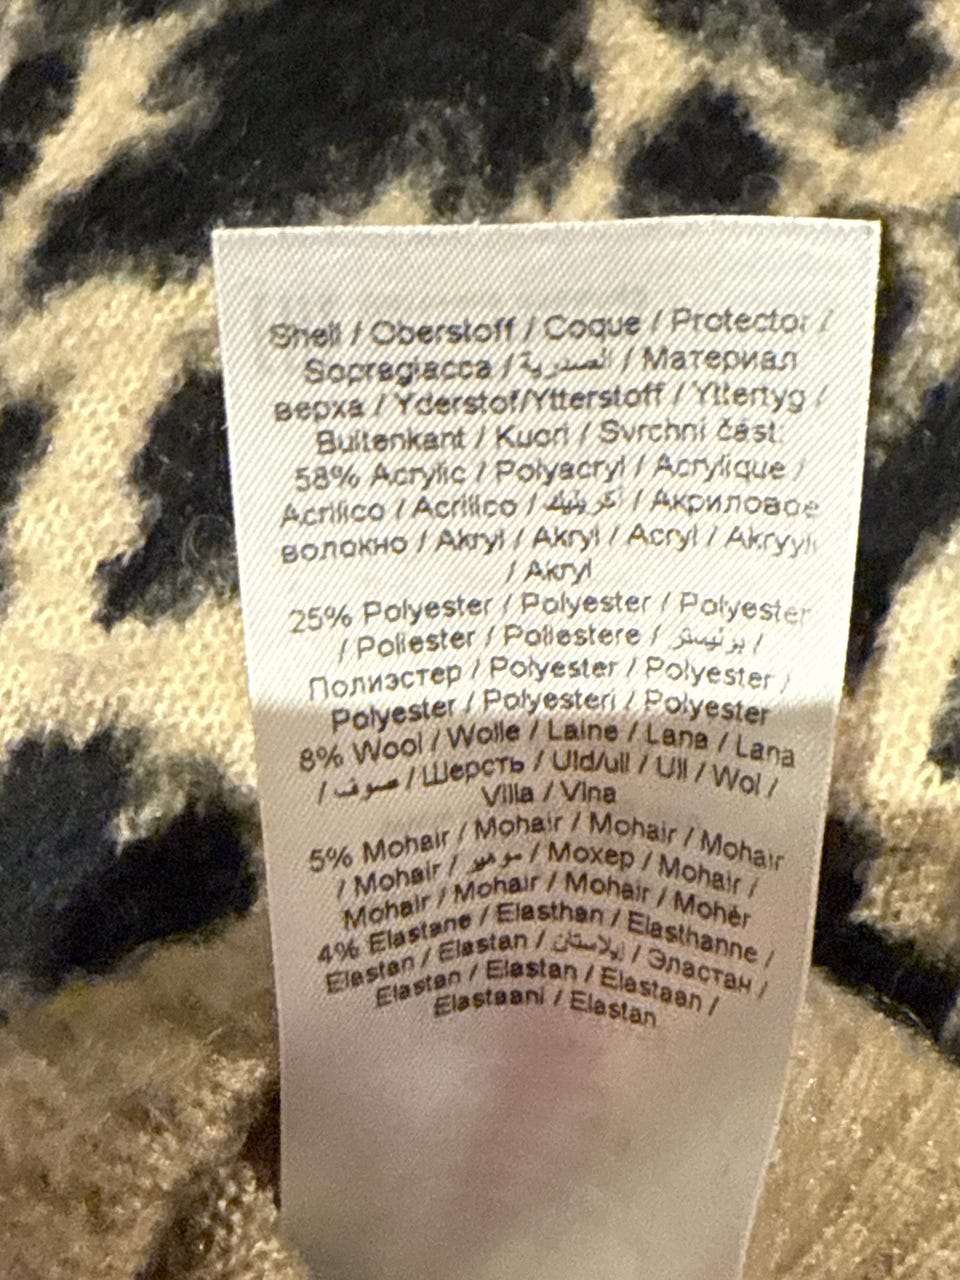 Shell / Oberstoff / Coque / Protector /
Sopragiacca / الصدرية / Материал
верха / Yderstof/Ytterstoff / Yttertyg /
Buitenkant / Kuori / Svrchní část:
58% Acrylic / Polyacryl / Acrylique /
Acrílico / Acrilico / أكريليك / Акриловое
волокно / Akryl / Akryl / Acryl / Akryyli
/ Akryl
25% Polyester / Polyester / Polyester
/ Poliester / Poliestere / بوليستر /
Полиэстер / Polyester / Polyester /
Polyester / Polyesteri / Polyester
8% Wool / Wolle / Laine / Lana / Lana
/ صوف / Шерсть / Uld/ull / Ull / Wol /
Villa / Vlna
5% Mohair / Mohair / Mohair / Mohair
/ Mohair / موهير / Мохер / Mohair /
Mohair / Mohair / Mohair / Mohér
4% Elastane / Elasthan / Elasthanne /
Elastan / Elastan / إيلاستان / Эластан /
Elastan / Elastan / Elastaan /
Elastaani / Elastan